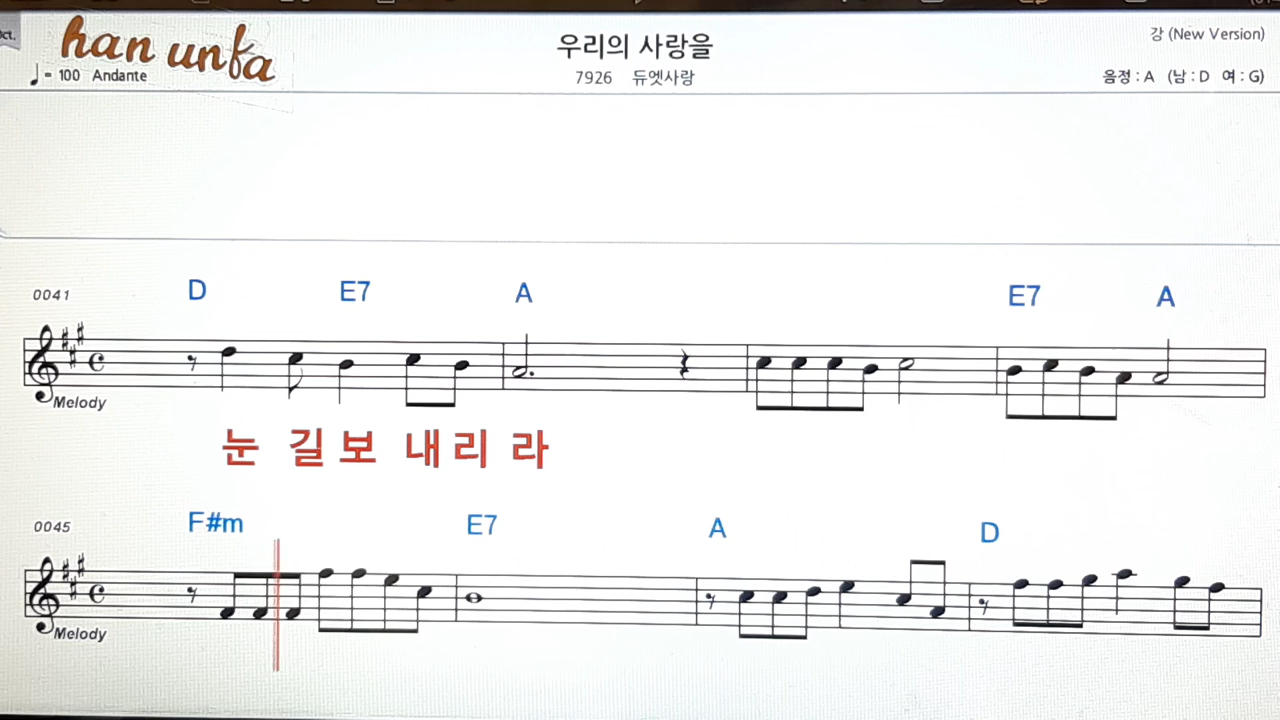 han unfa
우리의 사랑을
강 (New Version)
♩= 100 Andante
7926 듀엣사랑
음정 : A (남 : D 여 : G)
0041 D E7 A E7 A
Melody
눈 길 보 내 리 라
0045 F#m E7 A D
Melody